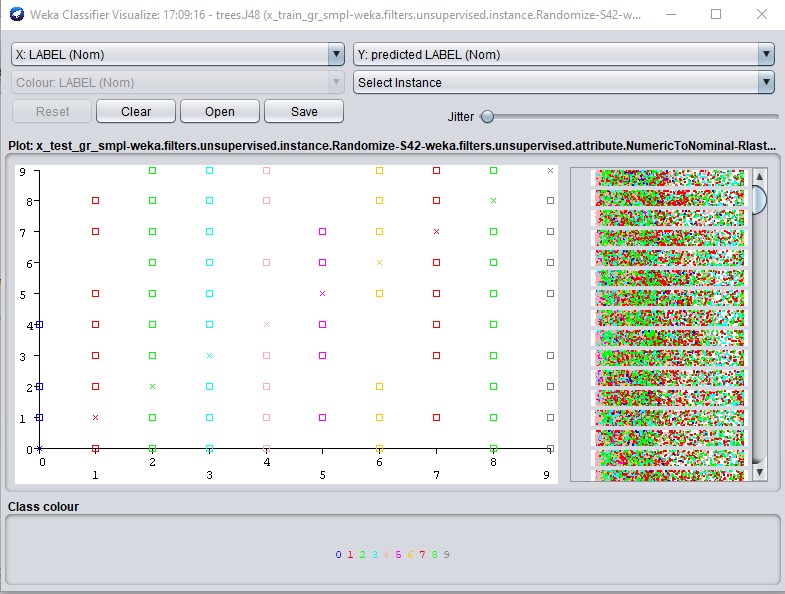 Weka Classifier Visualize: 17:09:16 - trees.J48 (x_train_gr_smpl-weka.filters.unsupervised.instance.Randomize-S42-w...
X: LABEL (Nom) Y: predicted LABEL (Nom)
Colour: LABEL (Nom) Select Instance
Reset Clear Open Save Jitter
Plot: x_test_gr_smpl-weka.filters.unsupervised.instance.Randomize-S42-weka.filters.unsupervised.attribute.NumericToNominal-Rlast...
9
8
7
6
5
4
3
2
1
0
0 1 2 3 4 5 6 7 8 9
Class colour
0 1 2 3 4 5 6 7 8 9